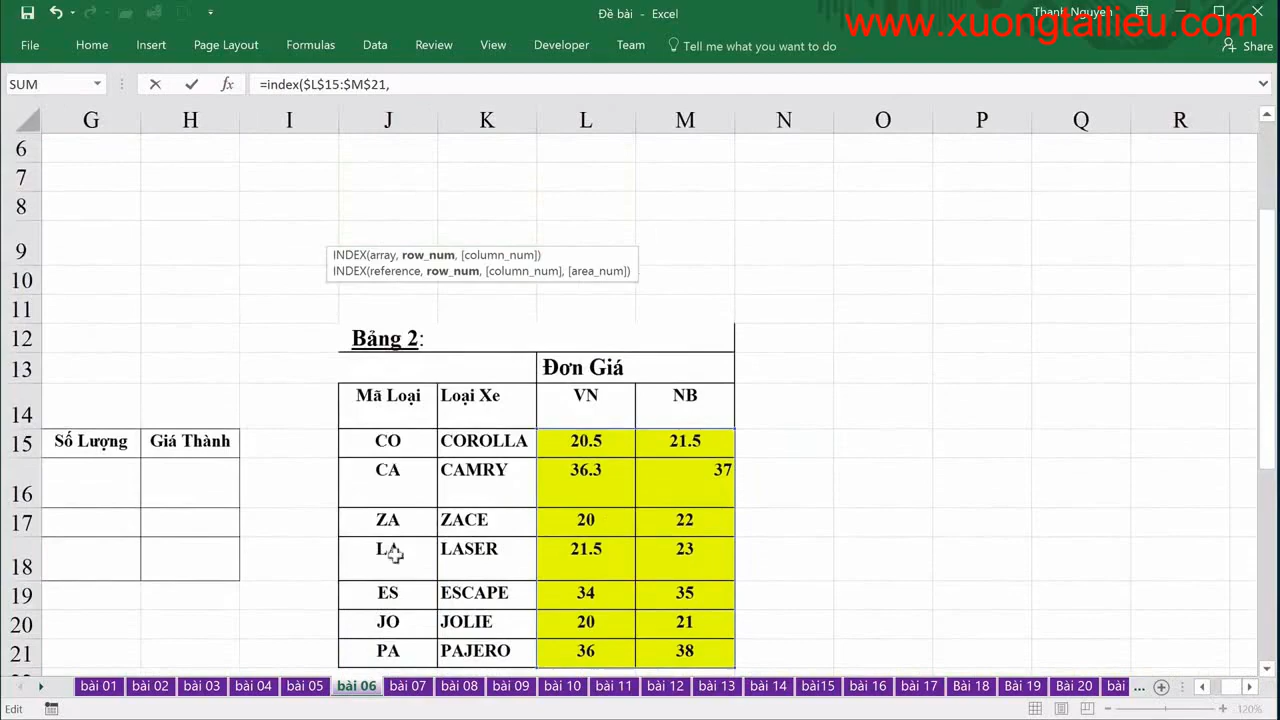 Đề bài - Excel
Thanh Nguyen
www.xuongtailieu.com
File Home Insert Page Layout Formulas Data Review View Developer Team Tell me what you want to do
Share
SUM
fx
=index($L$15:$M$21,
G H I J K L M N O P Q R
6
7
8
9
INDEX(array, row_num, [column_num])
INDEX(reference, row_num, [column_num], [area_num])
10
11
12 Bảng 2:
13 Đơn Giá
14 Mã Loại Loại Xe VN NB
15 Số Lượng Giá Thành CO COROLLA 20.5 21.5
16 CA CAMRY 36.3 37
17 ZA ZACE 20 22
18 LA LASER 21.5 23
19 ES ESCAPE 34 35
20 JO JOLIE 20 21
21 PA PAJERO 36 38
bài 01 bài 02 bài 03 bài 04 bài 05 bài 06 bài 07 bài 08 bài 09 bài 10 bài 11 bài 12 bài 13 bài 14 bài15 bài 16 bài 17 Bài 18 Bài 19 Bài 20 bài ...
Edit
120%